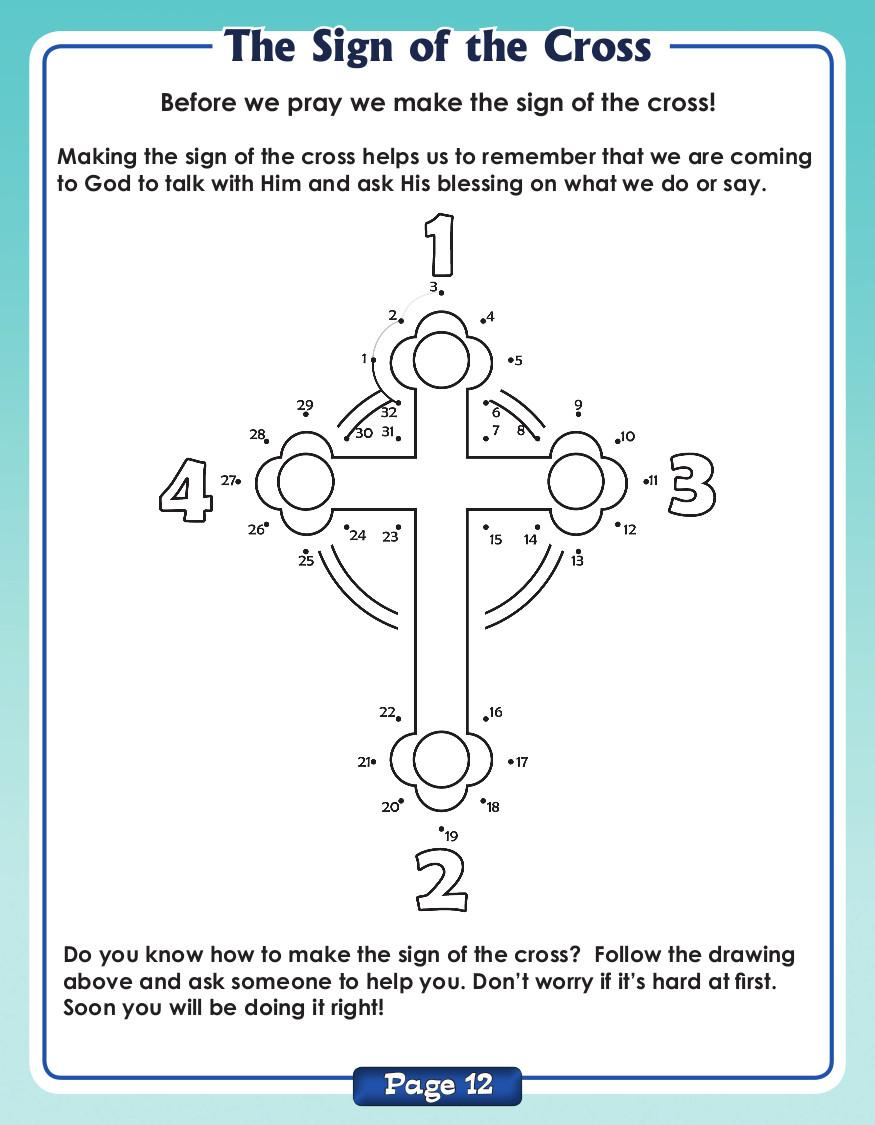 The Sign of the Cross
Before we pray we make the sign of the cross!
Making the sign of the cross helps us to remember that we are coming
to God to talk with Him and ask His blessing on what we do or say.
1
3
2 4
1 5
29 32 6 9
28 30 31 7 8 10
4 27 11 3
26 24 23 15 14 12
25 13
22 16
21 17
20 18
19
2
Do you know how to make the sign of the cross?  Follow the drawing
above and ask someone to help you. Don’t worry if it’s hard at first.
Soon you will be doing it right!
Page 12